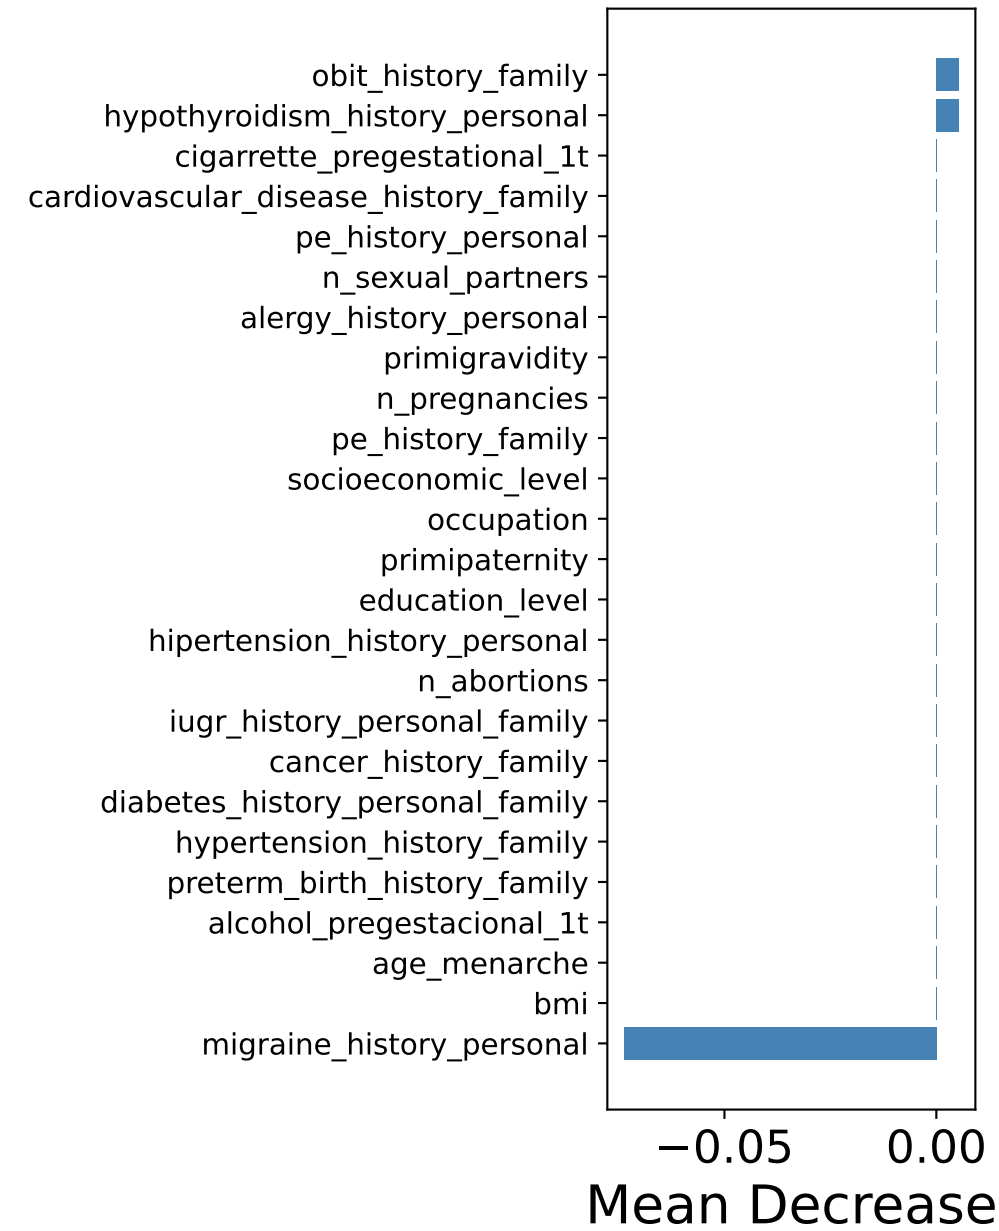 obit_history_family
hypothyroidism_history_personal
cigarrette_pregestational_1t
cardiovascular_disease_history_family
pe_history_personal
n_sexual_partners
alergy_history_personal
primigravidity
n_pregnancies
pe_history_family
socioeconomic_level
occupation
primipaternity
education_level
hipertension_history_personal
n_abortions
iugr_history_personal_family
cancer_history_family
diabetes_history_personal_family
hypertension_history_family
preterm_birth_history_family
alcohol_pregestacional_1t
age_menarche
bmi
migraine_history_personal
−0.05 0.00
Mean Decrease